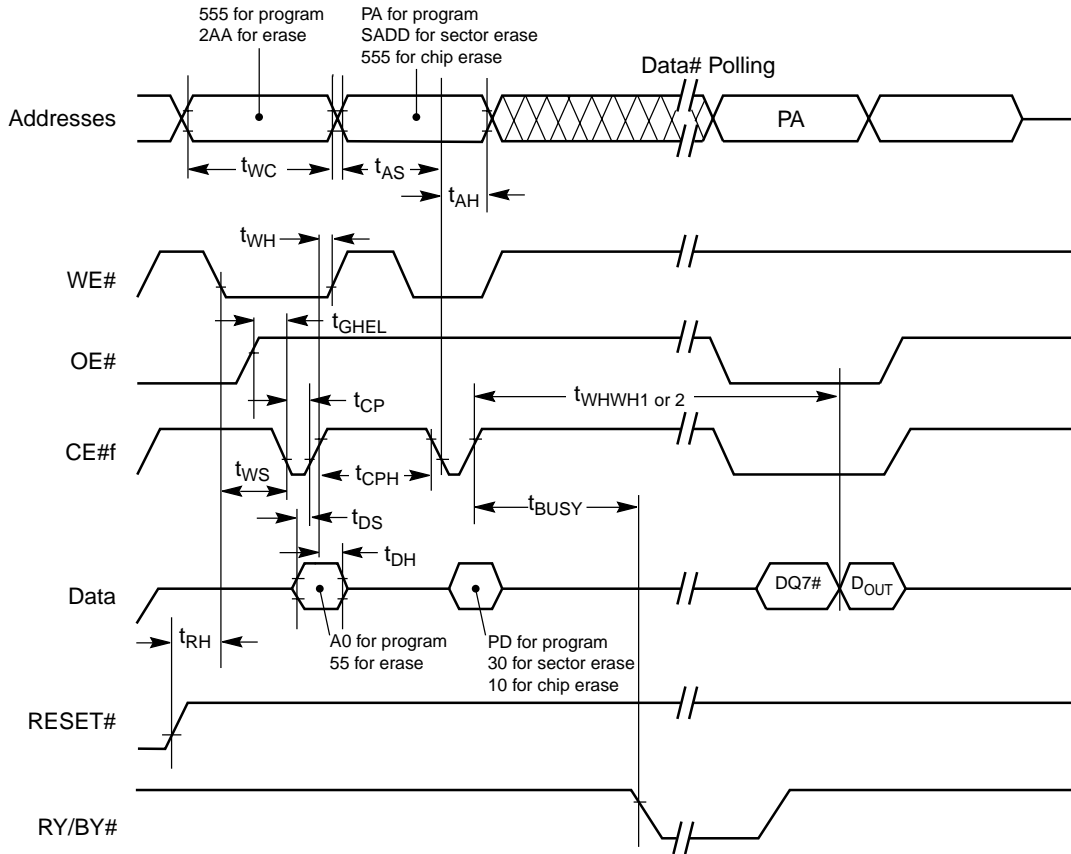 555 for program
2AA for erase
PA for program
SADD for sector erase
555 for chip erase
Data# Polling
Addresses
PA
tWC
tAS
tAH
tWH
WE#
tGHEL
OE#
tWHWH1 or 2
tCP
CE#f
tWS
tCPH
tBUSY
tDS
tDH
Data
DQ7#
DOUT
tRH
A0 for program
55 for erase
PD for program
30 for sector erase
10 for chip erase
RESET#
RY/BY#